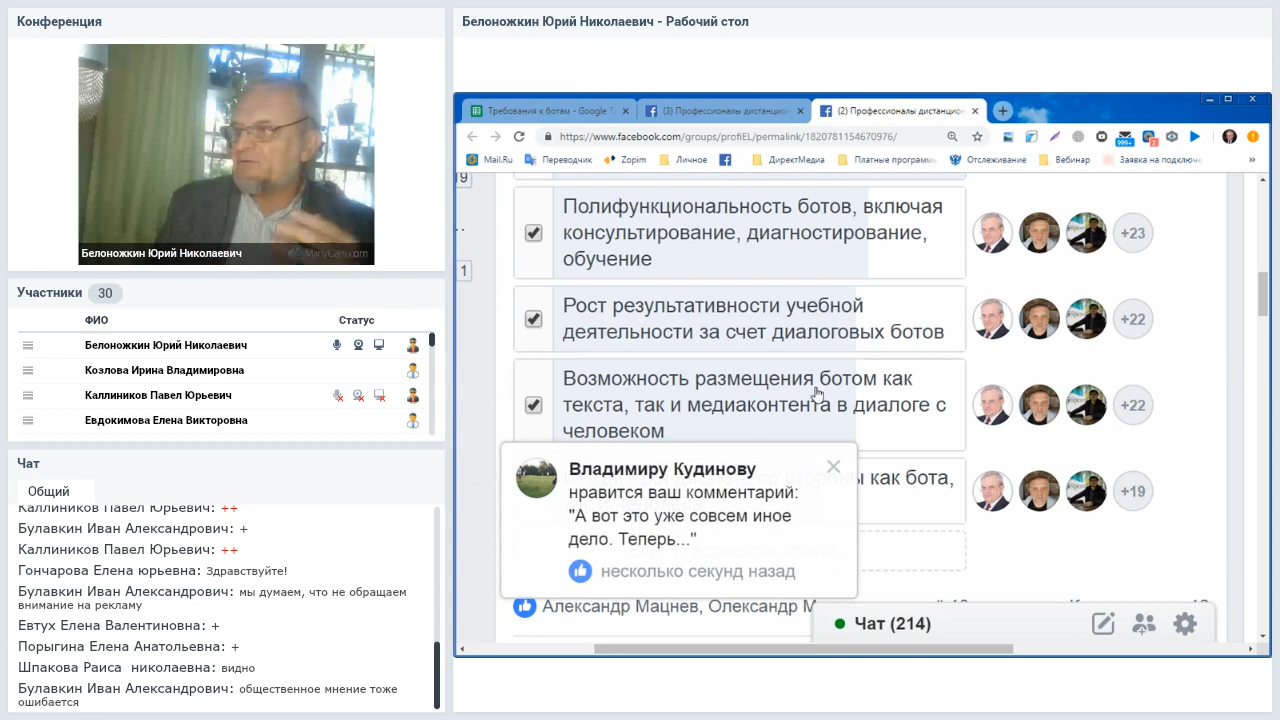 Конференция
Белоножкин Юрий Николаевич
ManyCam.com
Участники 30
ФИО Статус
Белоножкин Юрий Николаевич
Козлова Ирина Владимировна
Каллиников Павел Юрьевич
Евдокимова Елена Викторовна
Чат
Общий
Каллиников Павел Юрьевич: ++
Булавкин Иван Александрович: +
Каллиников Павел Юрьевич: ++
Гончарова Елена юрьевна: Здравствуйте!
Булавкин Иван Александрович: мы думаем, что не обращаем
внимание на рекламу
Евтух Елена Валентиновна: +
Порыгина Елена Анатольевна: +
Шпакова Раиса николаевна: видно
Булавкин Иван Александрович: общественное мнение тоже
ошибается
Белоножкин Юрий Николаевич - Рабочий стол
Требования к ботам - Google Т
(3) Профессионалы дистанцио
(2) Профессионалы дистанцио
https://www.facebook.com/groups/profiEL/permalink/1820781154670976/
999+ 2
Mail.Ru Переводчик Zopim Личное ДиректМедиа Платные програмь Отслеживание Вебинар Заявка на подключ »
19
1
Полифункциональность ботов, включая
консультирование, диагностирование,
обучение
+23
Рост результативности учебной
деятельности за счет диалоговых ботов
+22
Возможность размещения ботом как
текста, так и медиаконтента в диалоге с
человеком
+22
как бота,
+19
Владимиру Кудинову
нравится ваш комментарий:
"А вот это уже совсем иное
дело. Теперь..."
несколько секунд назад
Александр Мацнев, Олександр М
Чат (214)